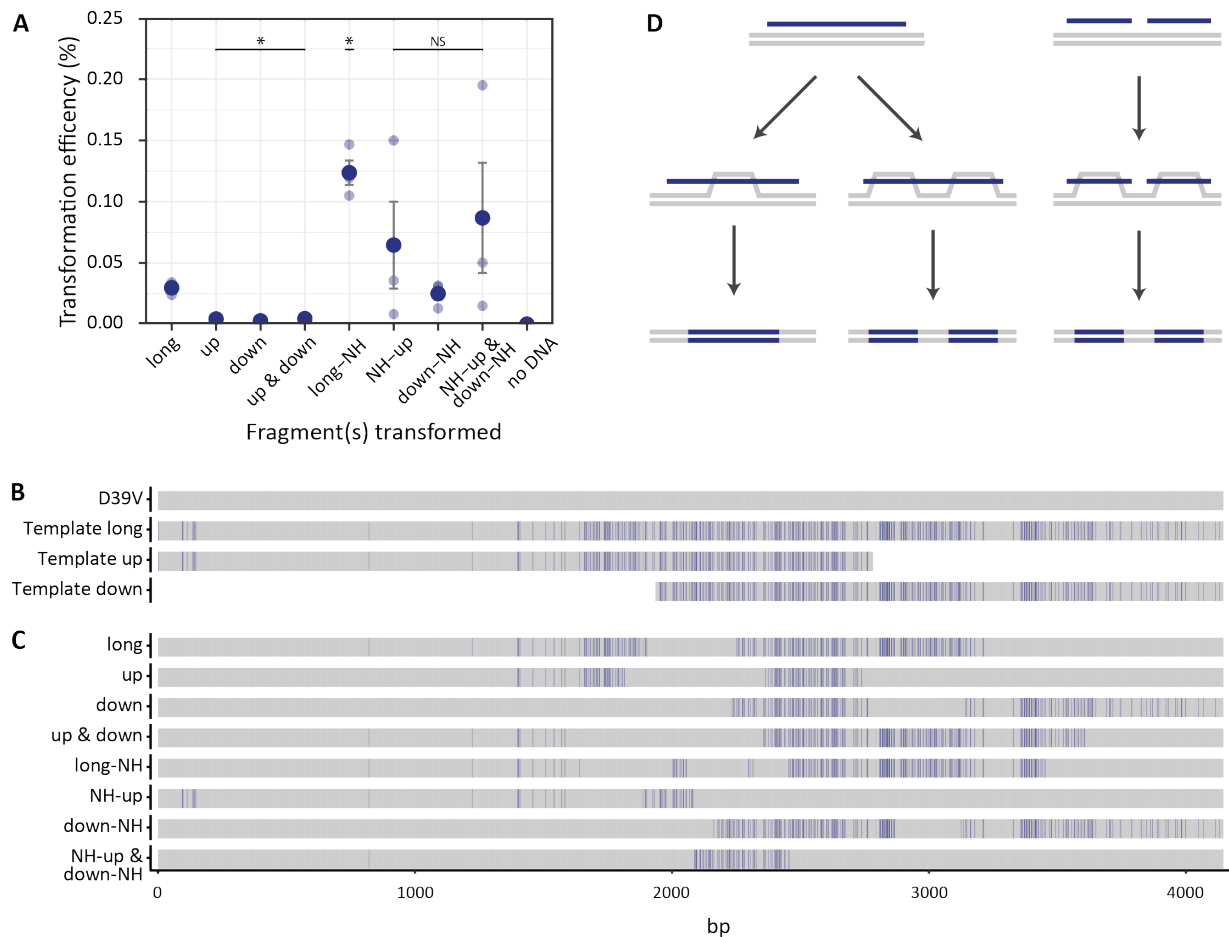 A
Transformation efficency (%)
0.25
0.20
0.15
0.10
0.05
0.00
*
*
NS
long
up
down
up & down
long–NH
NH–up
down–NH
NH–up &
down–NH
no DNA
Fragment(s) transformed
D
B
D39V
Template long
Template up
Template down
C
long
up
down
up & down
long-NH
NH-up
down-NH
NH-up &
down-NH
0 1000 2000 3000 4000
bp